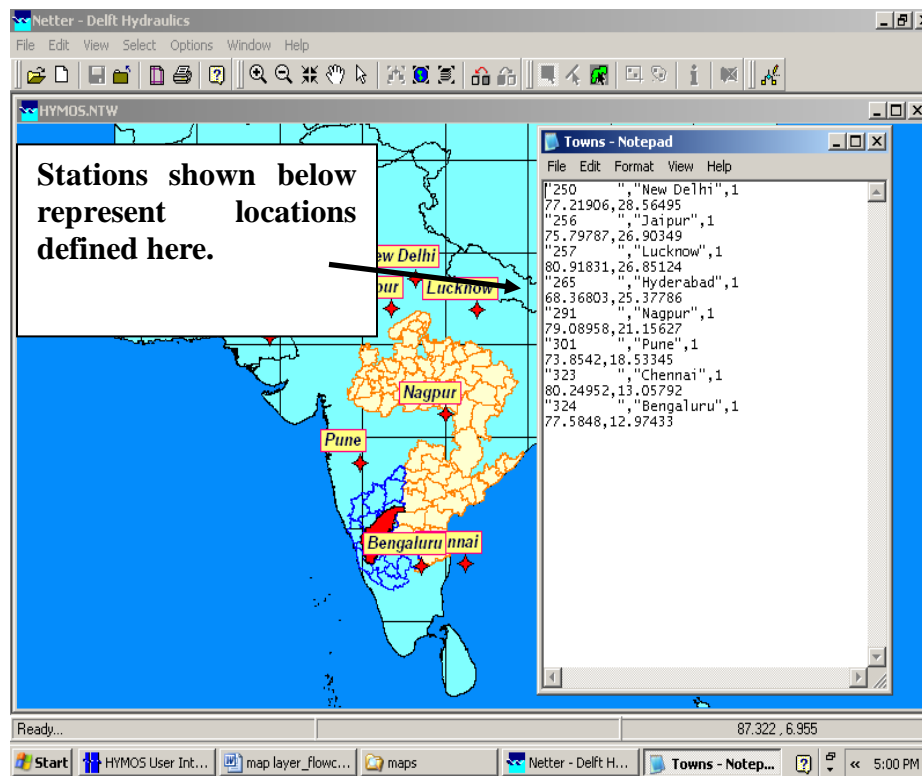 Netter - Delft Hydraulics
File Edit View Select Options Window Help
HYMOS.NTW
Stations shown below
represent locations
defined here.
ew Delhi
pur
Lucknow
Nagpur
Pune
Bengaluru
nnai
Towns - Notepad
File Edit Format View Help
"250 ","New Delhi",1
77.21906,28.56495
"256 ","Jaipur",1
75.79787,26.90349
"257 ","Lucknow",1
80.91831,26.85124
"265 ","Hyderabad",1
68.36803,25.37786
"291 ","Nagpur",1
79.08958,21.15627
"301 ","Pune",1
73.8542,18.53345
"323 ","Chennai",1
80.24952,13.05792
"324 ","Bengaluru",1
77.5848,12.97433
Ready...
87.322 , 6.955
Start
HYMOS User Int...
map layer_flowc...
maps
Netter - Delft H...
Towns - Notep...
« 5:00 PM